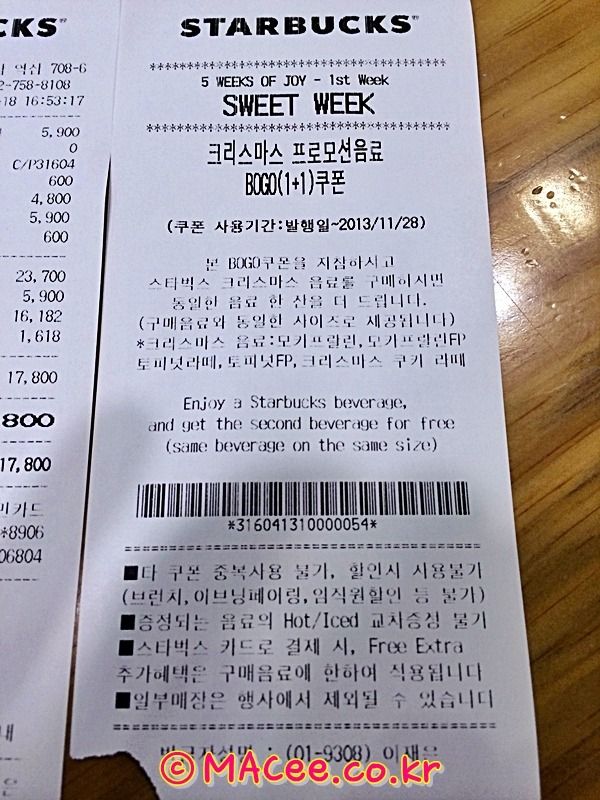 CKS
역삼 708-6
2-758-8108
-18 16:53:17
5,900
0
C/P31604
600
4,800
5,900
600
23,700
5,900
16,182
1,618
17,800
800
17,800
카드
*8906
06804
STARBUCKS
5 WEEKS OF JOY - 1st Week
SWEET WEEK
크리스마스 프로모션음료
BOGO(1+1)쿠폰
(쿠폰 사용기간:발행일~2013/11/28)
본 BOGO쿠폰을 지참하시고
스타벅스 크리스마스 음료를 구매하시면
동일한 음료 한 잔을 더 드립니다.
(구매음료와 동일한 사이즈로 제공됩니다)
*크리스마스 음료:모카프랄린,모카프랄린FP
토피넛라떼,토피넛FP,크리스마스 쿠키 라떼
Enjoy a Starbucks beverage,
and get the second beverage for free
(same beverage on the same size)
*316041310000054*
■타 쿠폰 중복사용 불가, 할인시 사용불가
(브런치,이브닝페어링,임직원할인 등 불가)
■증정되는 음료의 Hot/Iced 교차증정 불가
■스타벅스 카드로 결제 시, Free Extra
추가혜택은 구매음료에 한하여 적용됩니다
■일부매장은 행사에서 제외될 수 있습니다
: (01-9308) 이재은
© MACee.co.kr